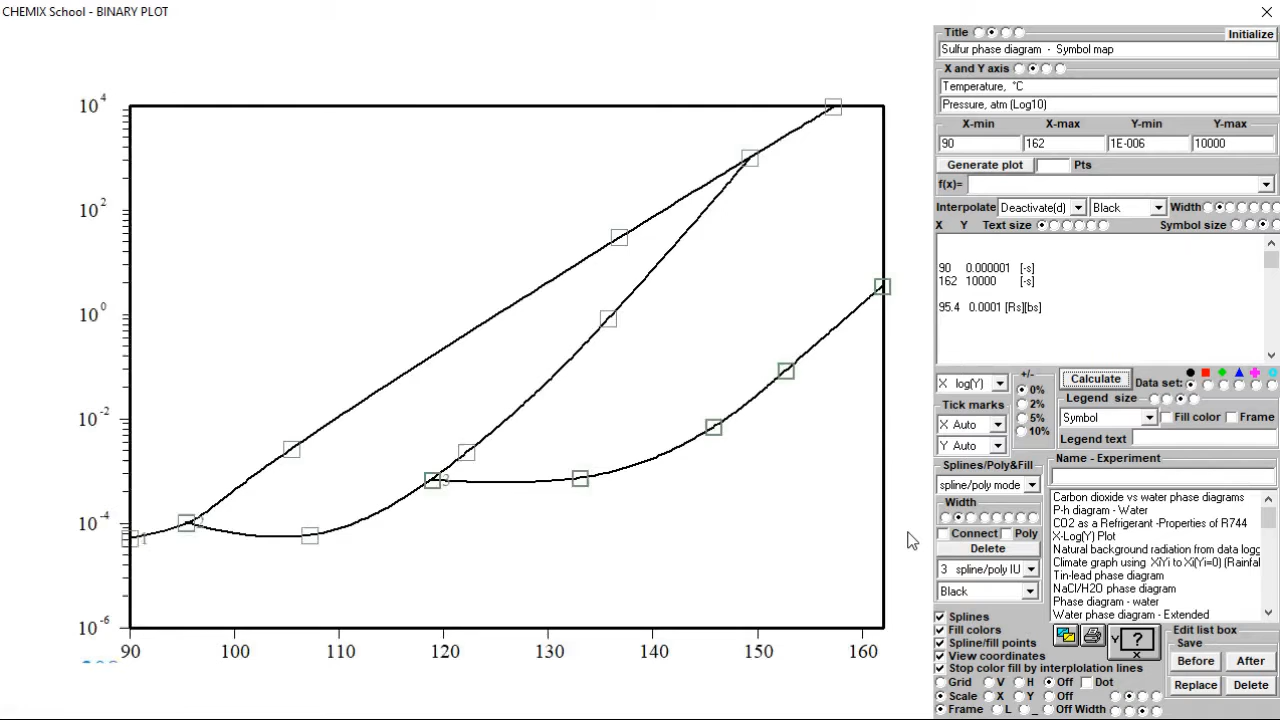 CHEMIX School - BINARY PLOT
Title
Initialize
Sulfur phase diagram - Symbol map
X and Y axis
Temperature, °C
Pressure, atm (Log10)
X-min X-max Y-min Y-max
90 162 1E-006 10000
Generate plot Pts
f(x)=
Interpolate Deactivate(d) Black Width
X Y Text size Symbol size
90 0.000001 [-s]
162 10000 [-s]
95.4 0.0001 [Rs][bs]
X log(Y)
+/-
0%
2%
5%
10%
Calculate
Data set:
Legend size
Symbol
Fill color
Frame
Legend text
Tick marks
X Auto
Y Auto
Splines/Poly&Fill
spline/poly mode
Width
Connect Poly
Delete
3 spline/poly IU
Black
Name - Experiment
Carbon dioxide vs water phase diagrams
P-h diagram - Water
CO2 as a Refrigerant -Properties of R744
X-Log(Y) Plot
Natural background radiation from data logg
Climate graph using XiYi to Xi(Yi=0) (Rainfa
Tin-lead phase diagram
NaCl/H2O phase diagram
Phase diagram - water
Water phase diagram - Extended
Splines
Fill colors
Spline/fill points
View coordinates
Stop color fill by interplolation lines
Grid V H Off Dot
Scale X Y Off
Frame L _ Off Width
Y ?
X
Edit list box
Save
Before After
Replace Delete
10^4
10^2
10^0
10^-2
10^-4
10^-6
1
2
3
90 100 110 120 130 140 150 160